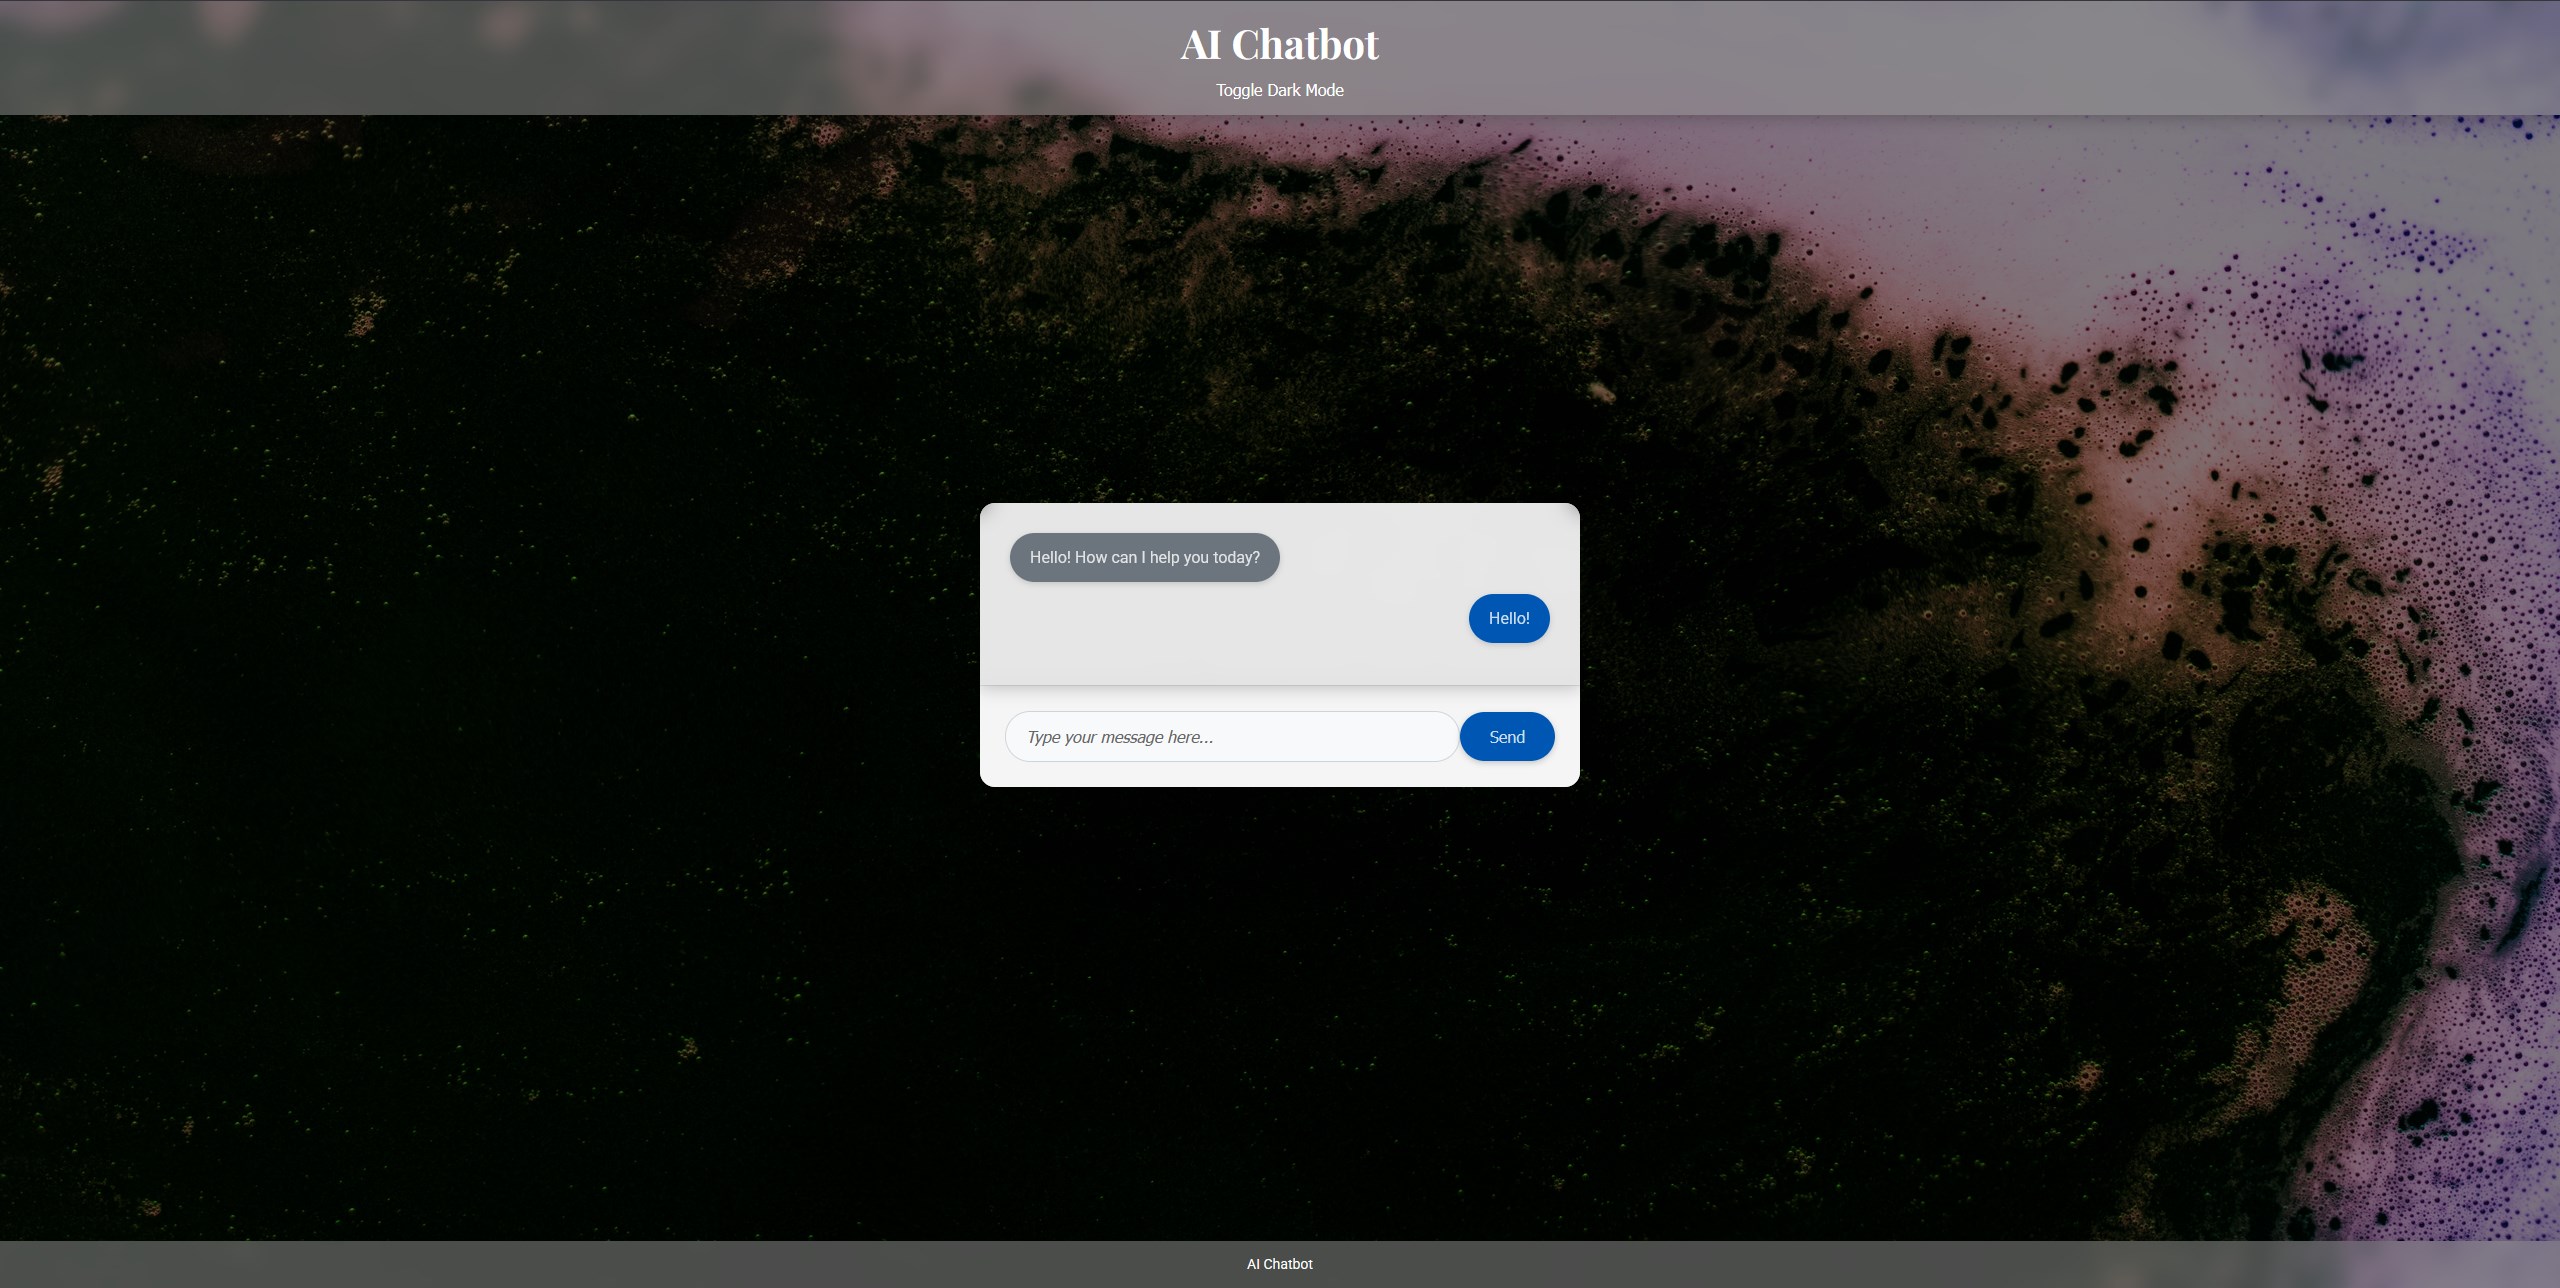 AI Chatbot
Toggle Dark Mode
Hello! How can I help you today?
Hello!
Type your message here...
Send
AI Chatbot